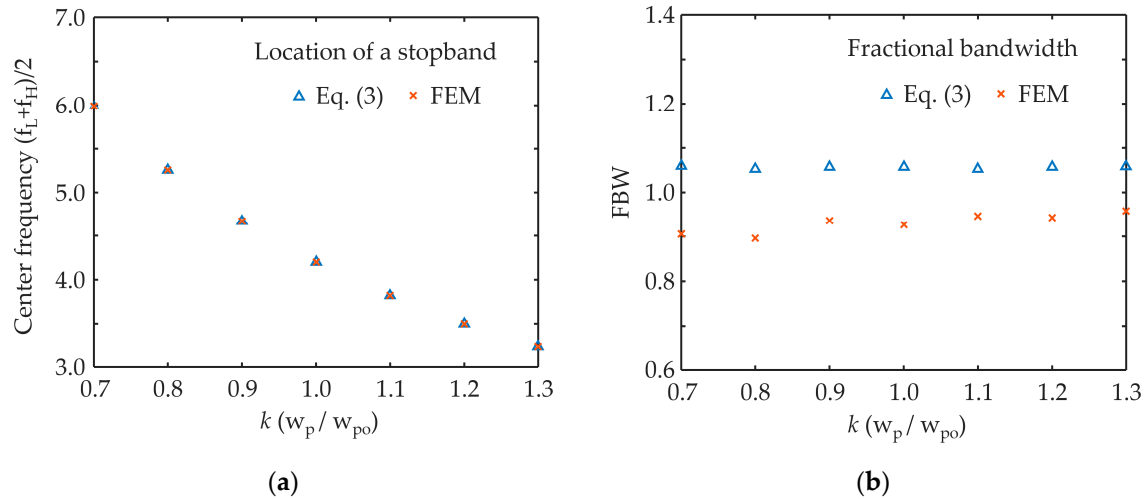 7.0
Location of a stopband
Eq. (3) FEM
6.0
5.0
4.0
3.0
Center frequency (f_L+f_H)/2
0.7 0.8 0.9 1.0 1.1 1.2 1.3
k (w_p / w_po)
(a)
1.4
Fractional bandwidth
Eq. (3) FEM
1.2
1.0
0.8
0.6
FBW
0.7 0.8 0.9 1.0 1.1 1.2 1.3
k (w_p / w_po)
(b)